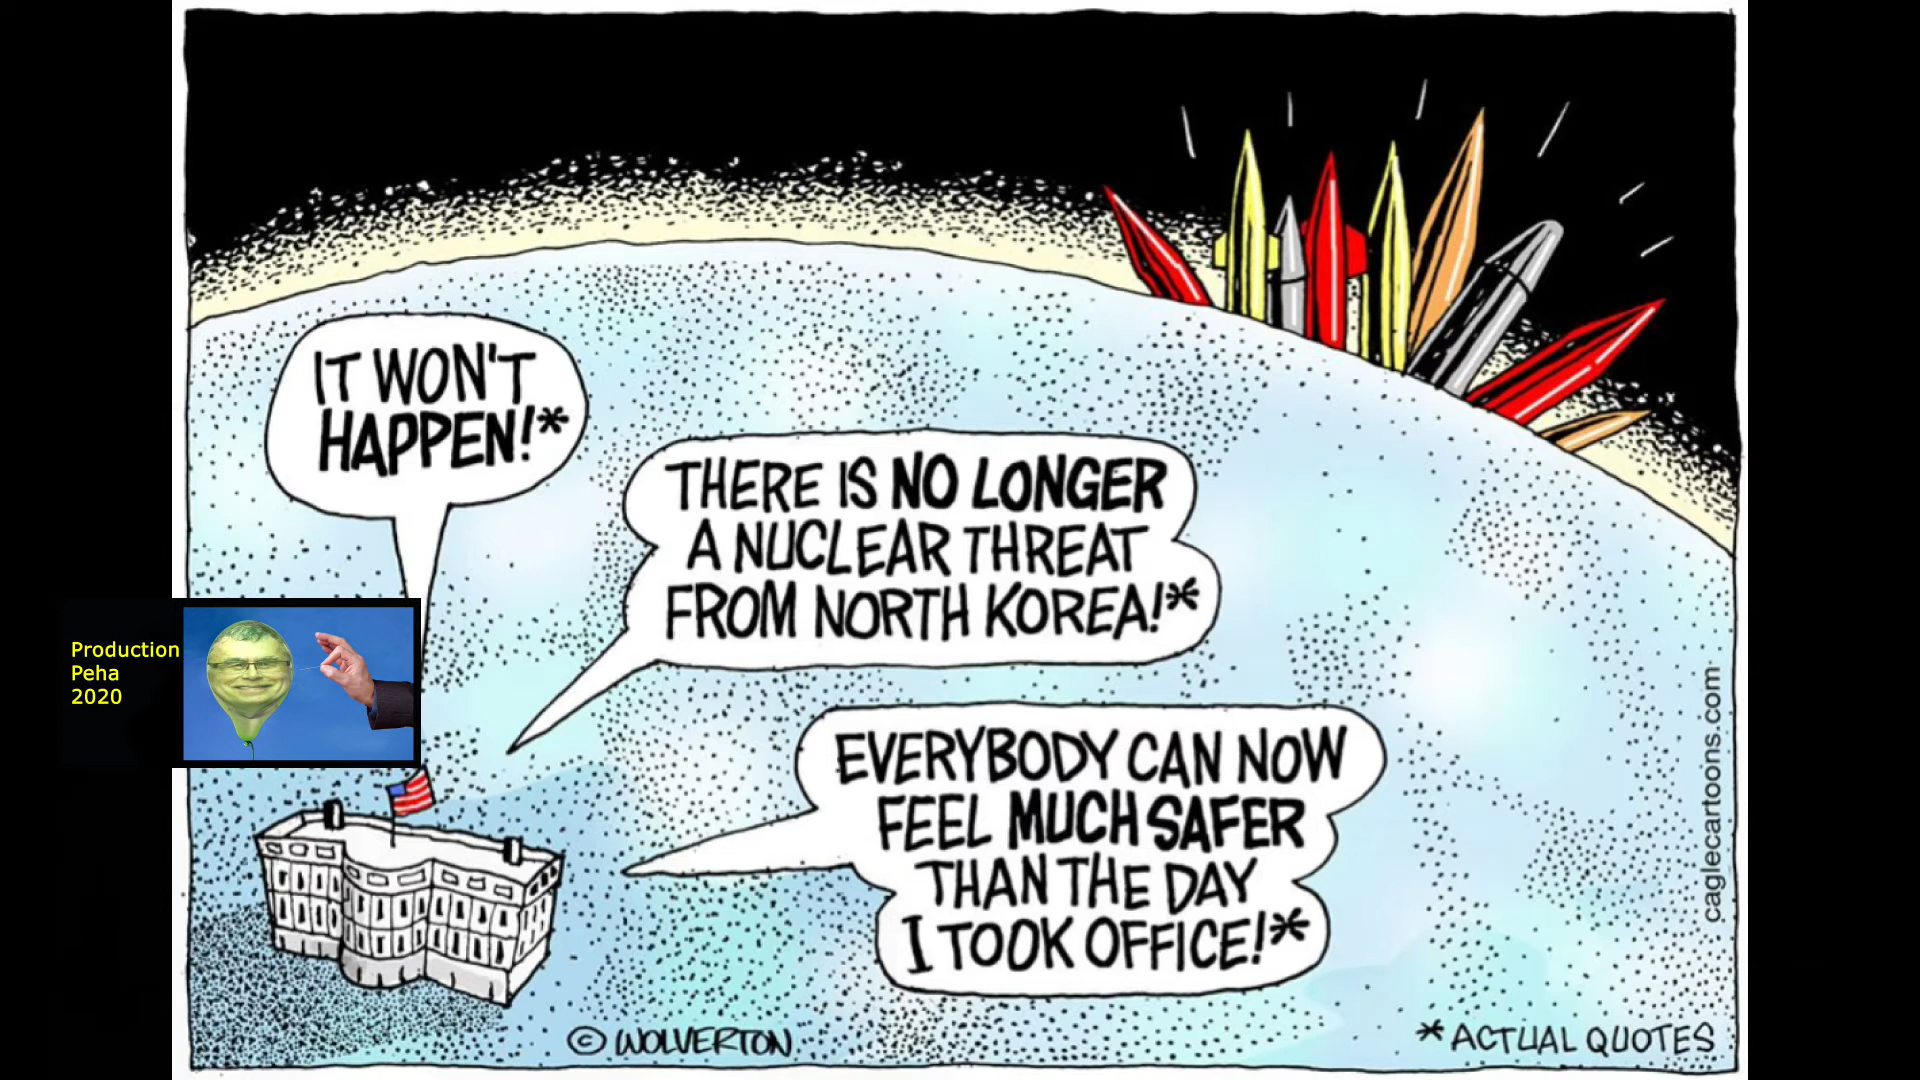 IT WON'T
HAPPEN!*
THERE IS NO LONGER
A NUCLEAR THREAT
FROM NORTH KOREA!*
Production
Peha
2020
EVERYBODY CAN NOW
FEEL MUCH SAFER
THAN THE DAY
I TOOK OFFICE!*
caglecartoons.com
© WOLVERTON
*ACTUAL QUOTES